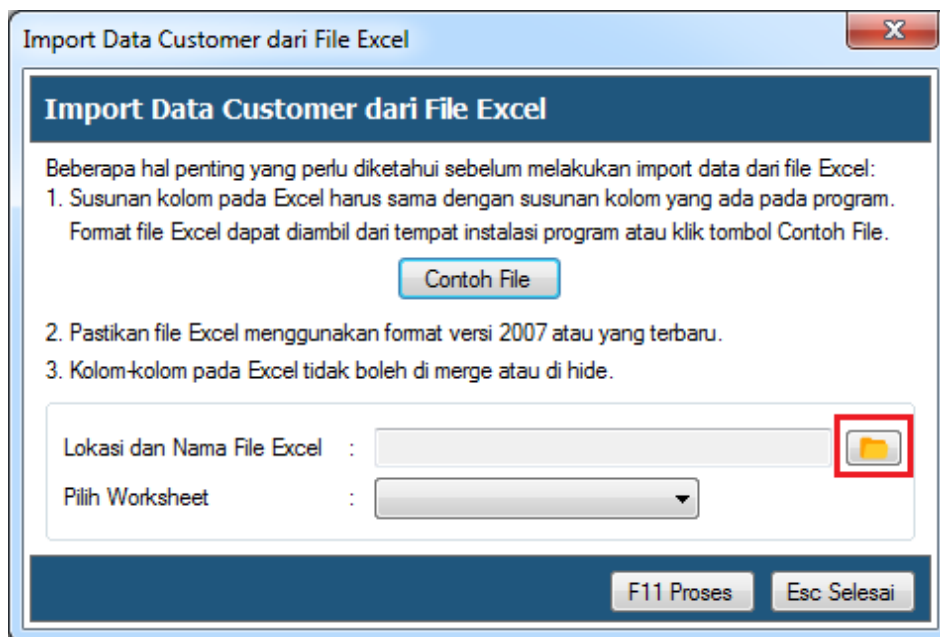 Import Data Customer dari File Excel
Import Data Customer dari File Excel
Beberapa hal penting yang perlu diketahui sebelum melakukan import data dari file Excel:
1. Susunan kolom pada Excel harus sama dengan susunan kolom yang ada pada program.
Format file Excel dapat diambil dari tempat instalasi program atau klik tombol Contoh File.
Contoh File
2. Pastikan file Excel menggunakan format versi 2007 atau yang terbaru.
3. Kolom-kolom pada Excel tidak boleh di merge atau di hide.
Lokasi dan Nama File Excel :
Pilih Worksheet :
F11 Proses Esc Selesai